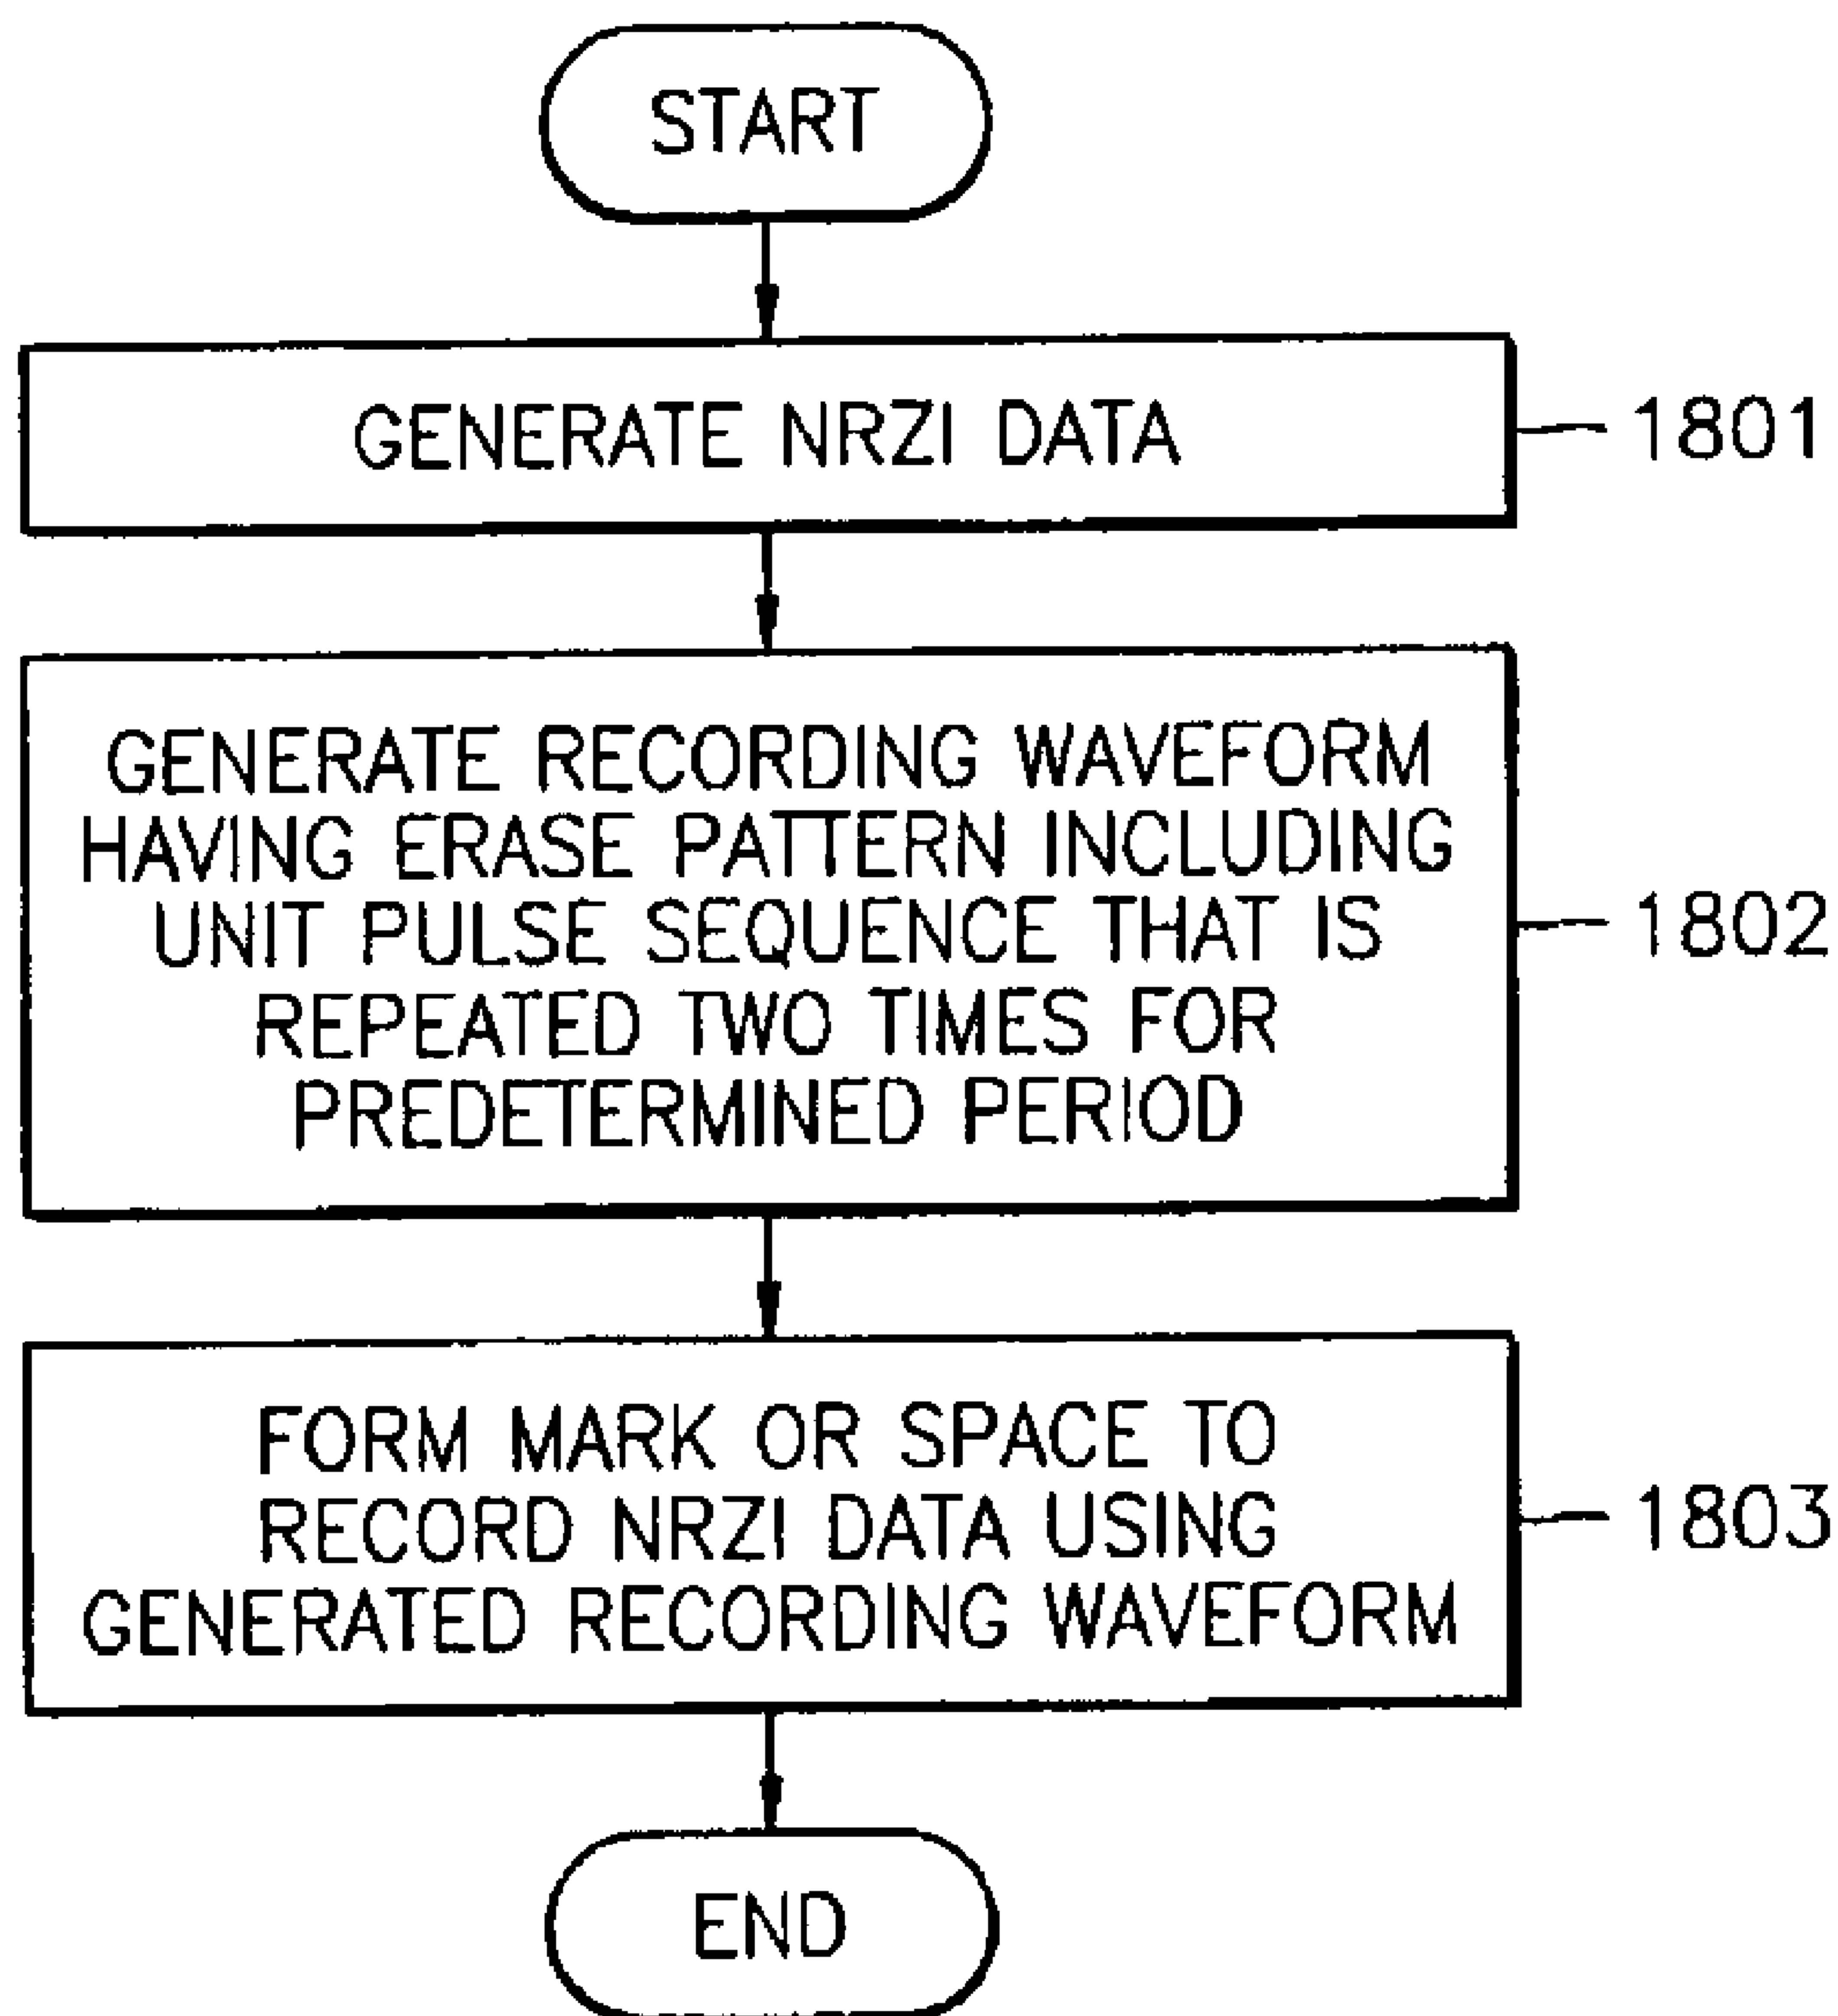 START
GENERATE NRZI DATA
1801
GENERATE RECORDING WAVEFORM
HAVING ERASE PATTERN INCLUDING
UNIT PULSE SEQUENCE THAT IS
REPEATED TWO TIMES FOR
PREDETERMINED PERIOD
1802
FORM MARK OR SPACE TO
RECORD NRZI DATA USING
GENERATED RECORDING WAVEFORM
1803
END